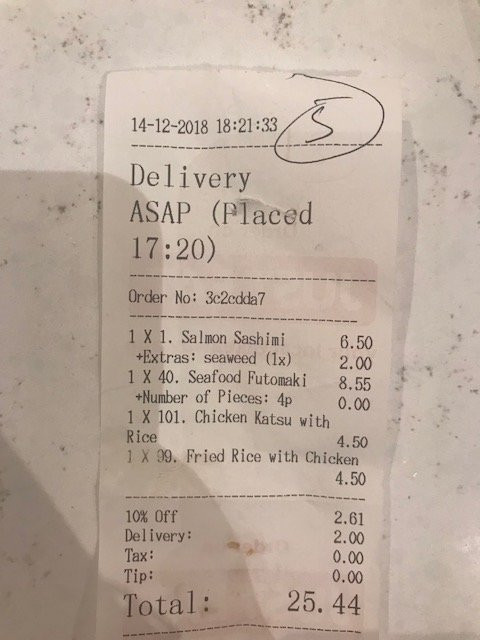 14-12-2018 18:21:33
5
Delivery
ASAP (Placed
17:20)
Order No: 3c2cdda7
1 X 1. Salmon Sashimi 6.50
+Extras: seaweed (1x) 2.00
1 X 40. Seafood Futomaki 8.55
+Number of Pieces: 4p 0.00
1 X 101. Chicken Katsu with
Rice 4.50
1 X 99. Fried Rice with Chicken
4.50
10% Off 2.61
Delivery: 2.00
Tax: 0.00
Tip: 0.00
Total: 25.44